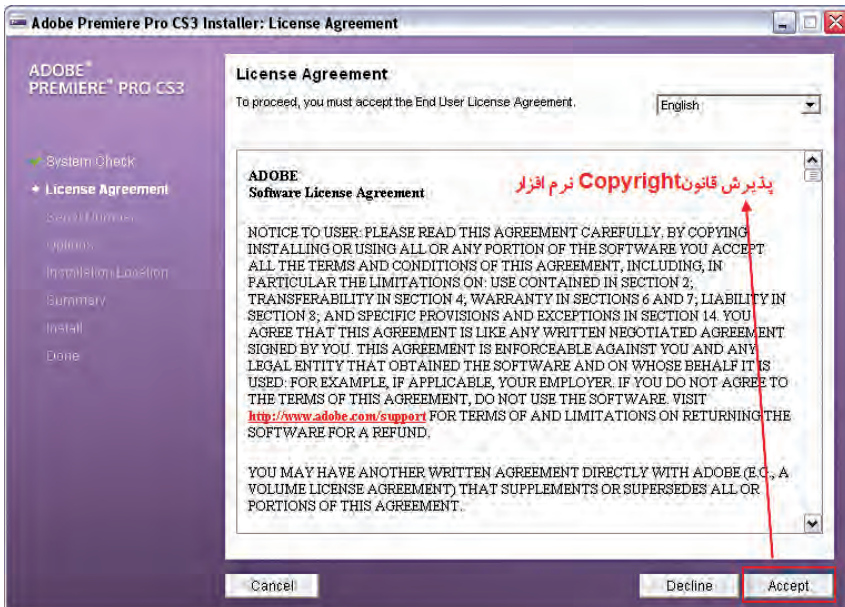 Adobe Premiere Pro CS3 Installer: License Agreement
ADOBE®
PREMIERE® PRO CS3
System Check
License Agreement
Serial Number
Options
Installation Location
Summary
Install
Done
License Agreement
To proceed, you must accept the End User License Agreement.
English
ADOBE
Software License Agreement
پذیرش قانون Copyright نرم افزار
NOTICE TO USER: PLEASE READ THIS AGREEMENT CAREFULLY. BY COPYING
INSTALLING OR USING ALL OR ANY PORTION OF THE SOFTWARE YOU ACCEPT
ALL THE TERMS AND CONDITIONS OF THIS AGREEMENT, INCLUDING, IN
PARTICULAR THE LIMITATIONS ON: USE CONTAINED IN SECTION 2;
TRANSFERABILITY IN SECTION 4; WARRANTY IN SECTIONS 6 AND 7; LIABILITY IN
SECTION 8; AND SPECIFIC PROVISIONS AND EXCEPTIONS IN SECTION 14. YOU
AGREE THAT THIS AGREEMENT IS LIKE ANY WRITTEN NEGOTIATED AGREEMENT
SIGNED BY YOU. THIS AGREEMENT IS ENFORCEABLE AGAINST YOU AND ANY
LEGAL ENTITY THAT OBTAINED THE SOFTWARE AND ON WHOSE BEHALF IT IS
USED: FOR EXAMPLE, IF APPLICABLE, YOUR EMPLOYER. IF YOU DO NOT AGREE TO
THE TERMS OF THIS AGREEMENT, DO NOT USE THE SOFTWARE. VISIT
http://www.adobe.com/support FOR TERMS OF AND LIMITATIONS ON RETURNING THE
SOFTWARE FOR A REFUND.
YOU MAY HAVE ANOTHER WRITTEN AGREEMENT DIRECTLY WITH ADOBE (E.G., A
VOLUME LICENSE AGREEMENT) THAT SUPPLEMENTS OR SUPERSEDES ALL OR
PORTIONS OF THIS AGREEMENT.
Cancel
Decline
Accept